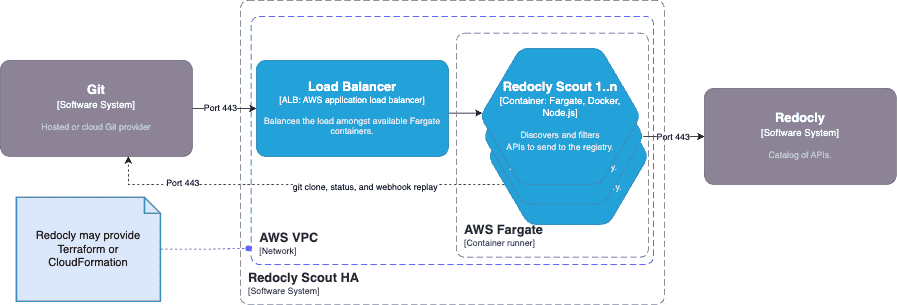 Git
[Software System]
Hosted or cloud Git provider
Port 443
Load Balancer
[ALB: AWS application load balancer]
Balances the load amongst available Fargate
containers.
Redocly Scout 1..n
[Container: Fargate, Docker,
Node.js]
Discovers and filters
APIs to send to the registry.
y.
y.
Port 443
Redocly
[Software System]
Catalog of APIs.
Port 443
git clone, status, and webhook replay
Redocly may provide
Terraform or
CloudFormation
AWS Fargate
[Container runner]
AWS VPC
[Network]
Redocly Scout HA
[Software System]